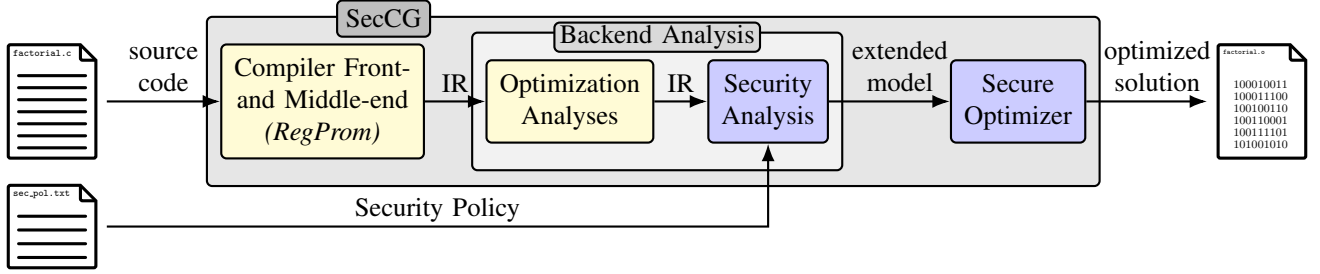 SecCG
Backend Analysis
factorial.c
source
code
Compiler Front-
and Middle-end
(RegProm)
IR
Optimization
Analyses
IR
Security
Analysis
extended
model
Secure
Optimizer
optimized
solution
factorial.o
100010011
100011100
100100110
100110001
100111101
101001010
sec_pol.txt
Security Policy